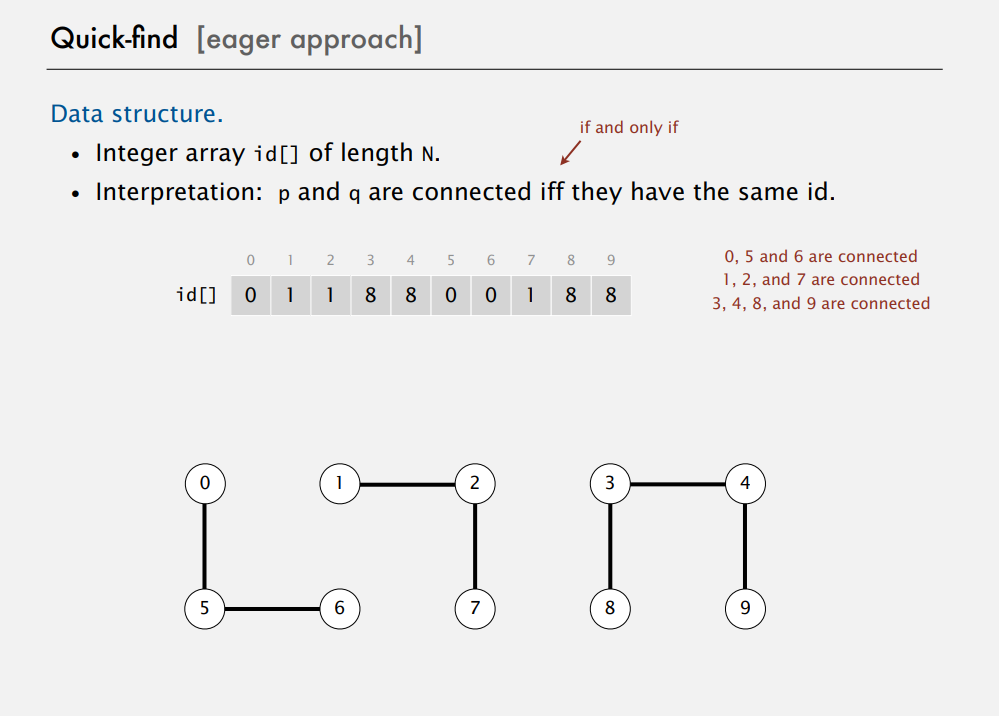 Quick-find [eager approach]
Data structure.
if and only if
• Integer array id[] of length N.
• Interpretation: p and q are connected iff they have the same id.
0 1 2 3 4 5 6 7 8 9
id[] 0 1 1 8 8 0 0 1 8 8
0, 5 and 6 are connected
1, 2, and 7 are connected
3, 4, 8, and 9 are connected
0 1 2 3 4
5 6 7 8 9